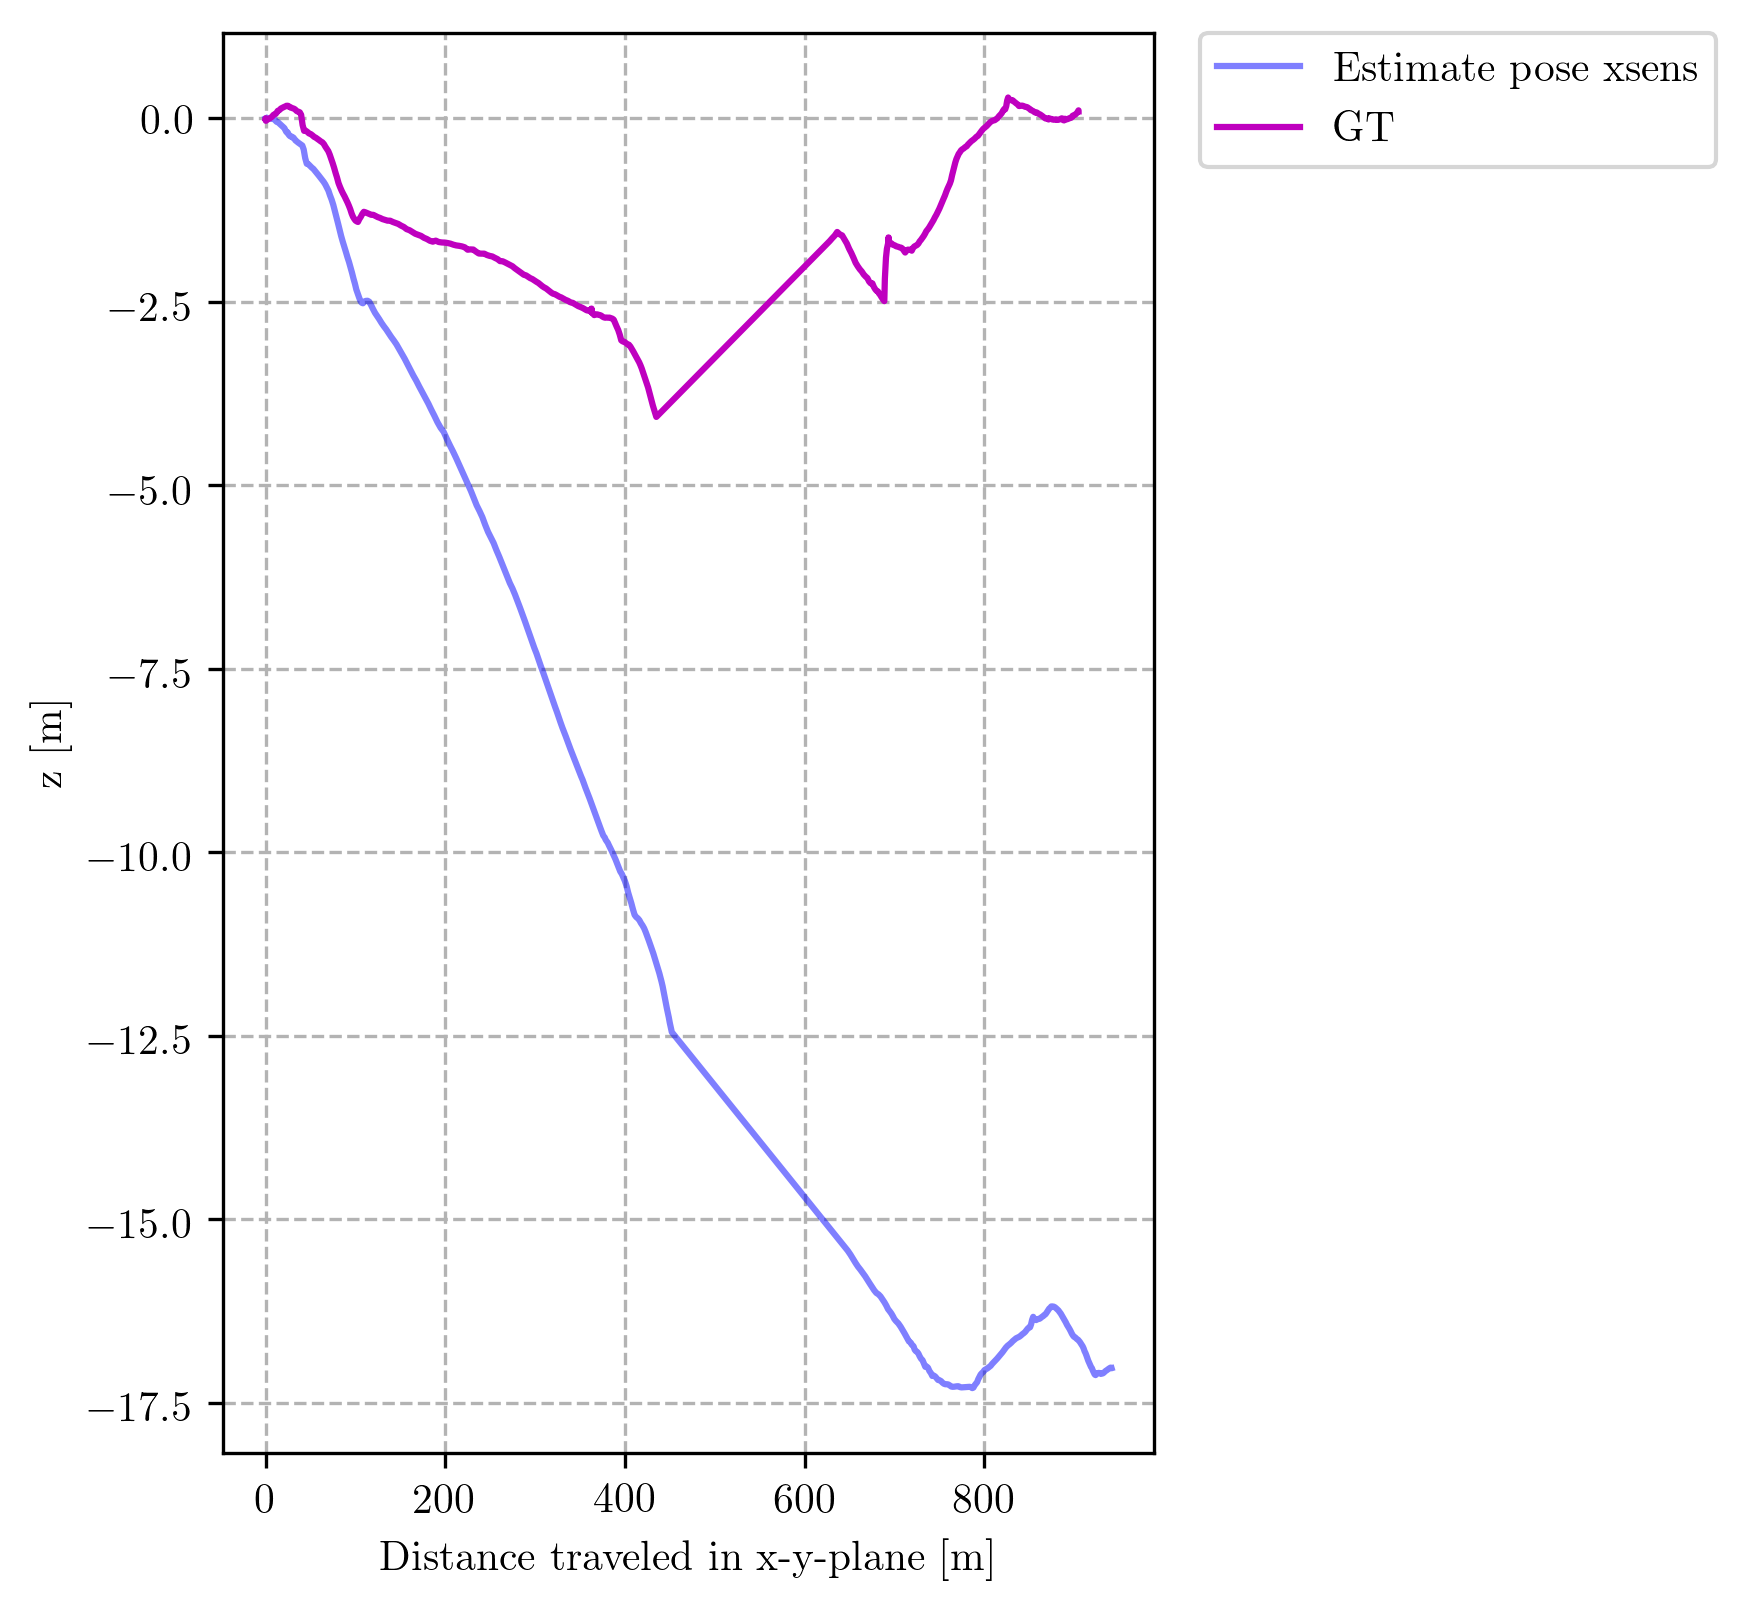 Estimate pose xsens
GT
0.0
−2.5
−5.0
−7.5
−10.0
−12.5
−15.0
−17.5
z [m]
0 200 400 600 800
Distance traveled in x-y-plane [m]